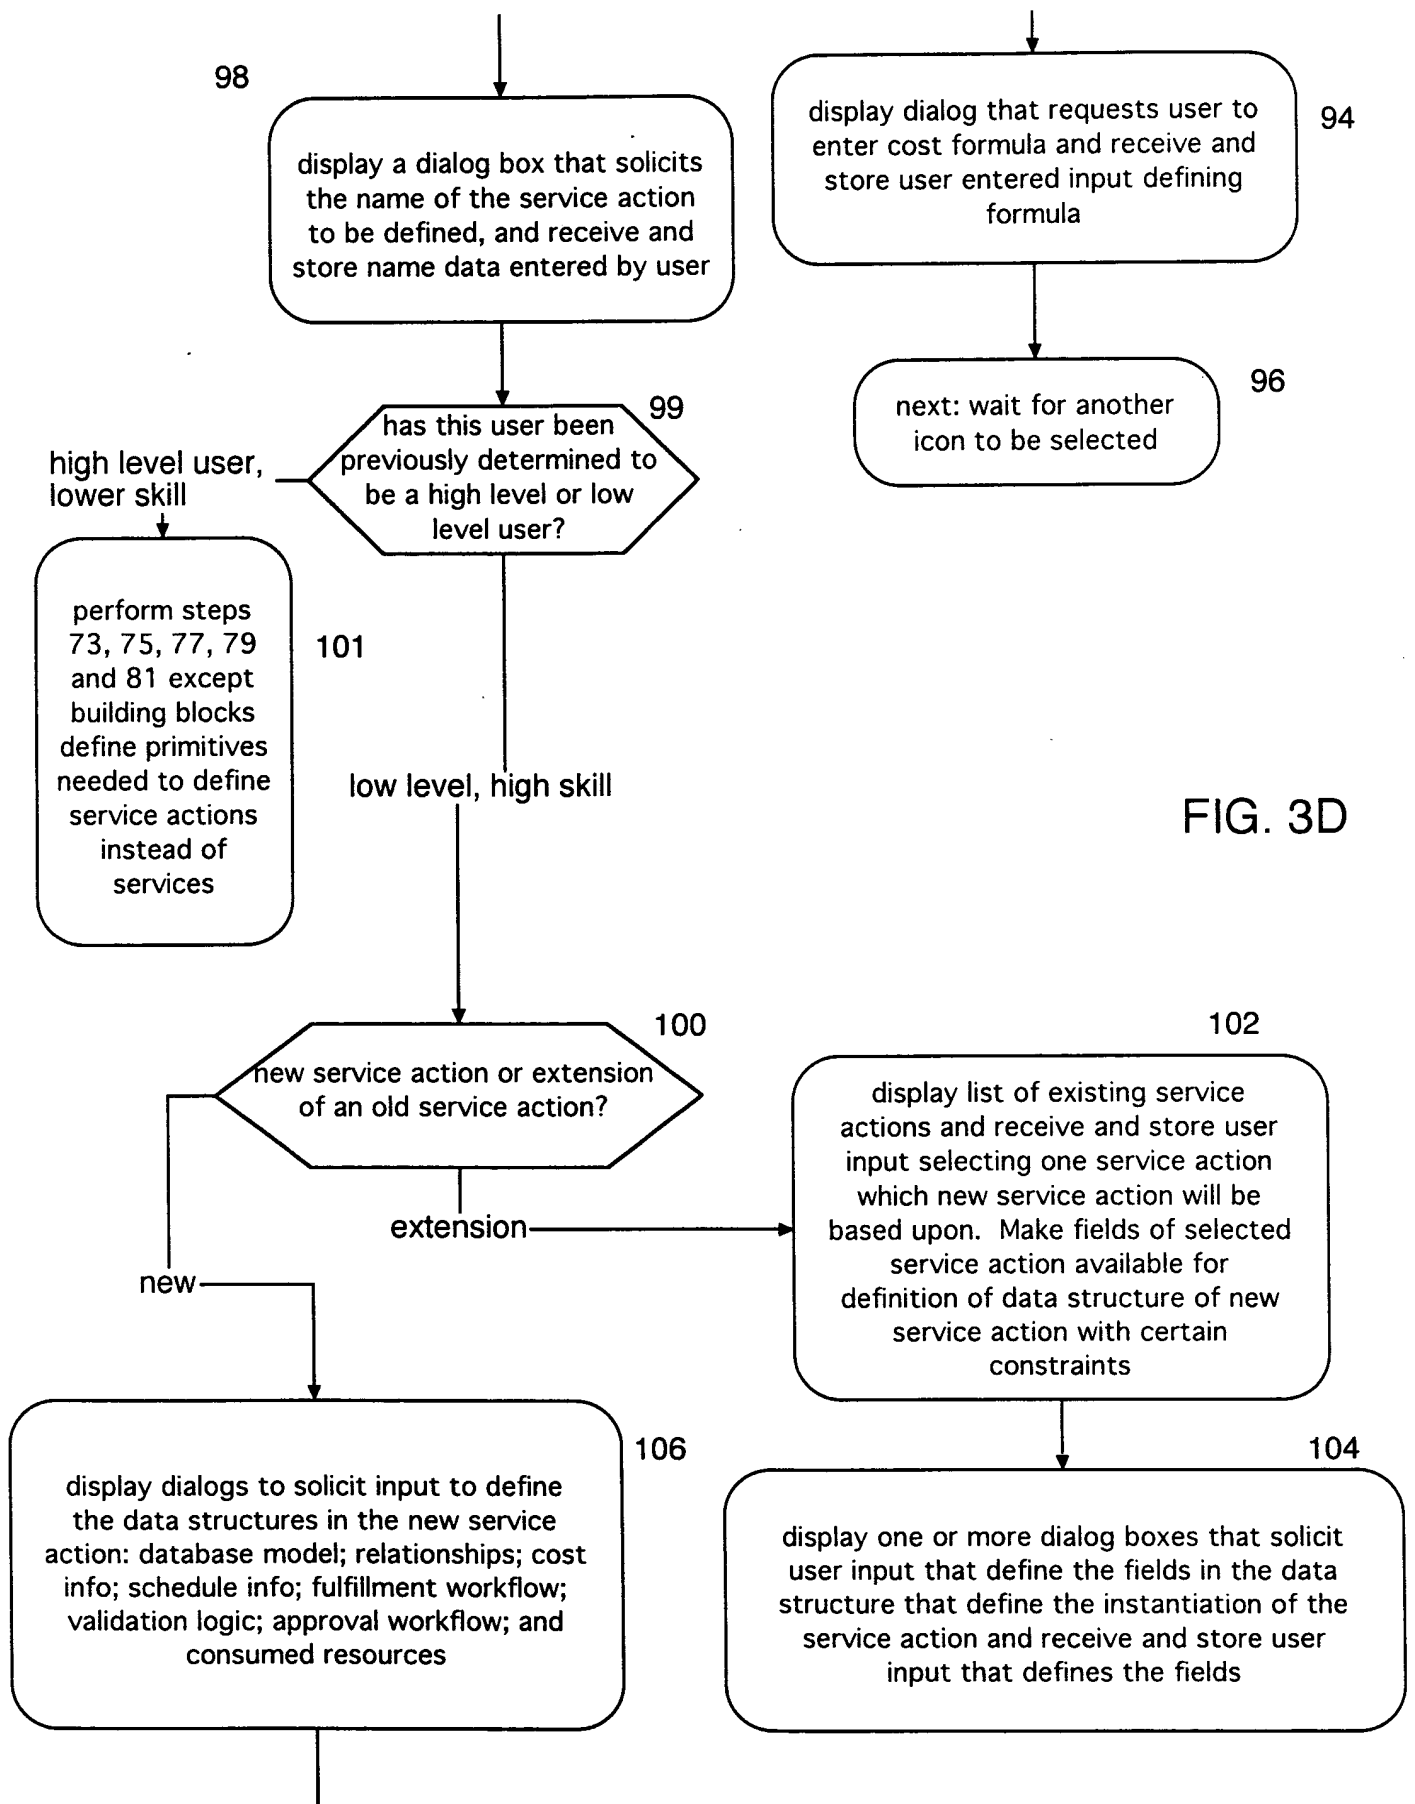 98
display a dialog box that solicits
the name of the service action
to be defined, and receive and
store name data entered by user
display dialog that requests user to
enter cost formula and receive and
store user entered input defining
formula
94
next: wait for another
icon to be selected
96
99
has this user been
previously determined to
be a high level or low
level user?
high level user,
lower skill
perform steps
73, 75, 77, 79
and 81 except
building blocks
define primitives
needed to define
service actions
instead of
services
101
low level, high skill
FIG. 3D
100
new service action or extension
of an old service action?
102
display list of existing service
actions and receive and store user
input selecting one service action
which new service action will be
based upon. Make fields of selected
service action available for
definition of data structure of new
service action with certain
constraints
extension
new
106
display dialogs to solicit input to define
the data structures in the new service
action: database model; relationships; cost
info; schedule info; fulfillment workflow;
validation logic; approval workflow; and
consumed resources
104
display one or more dialog boxes that solicit
user input that define the fields in the data
structure that define the instantiation of the
service action and receive and store user
input that defines the fields